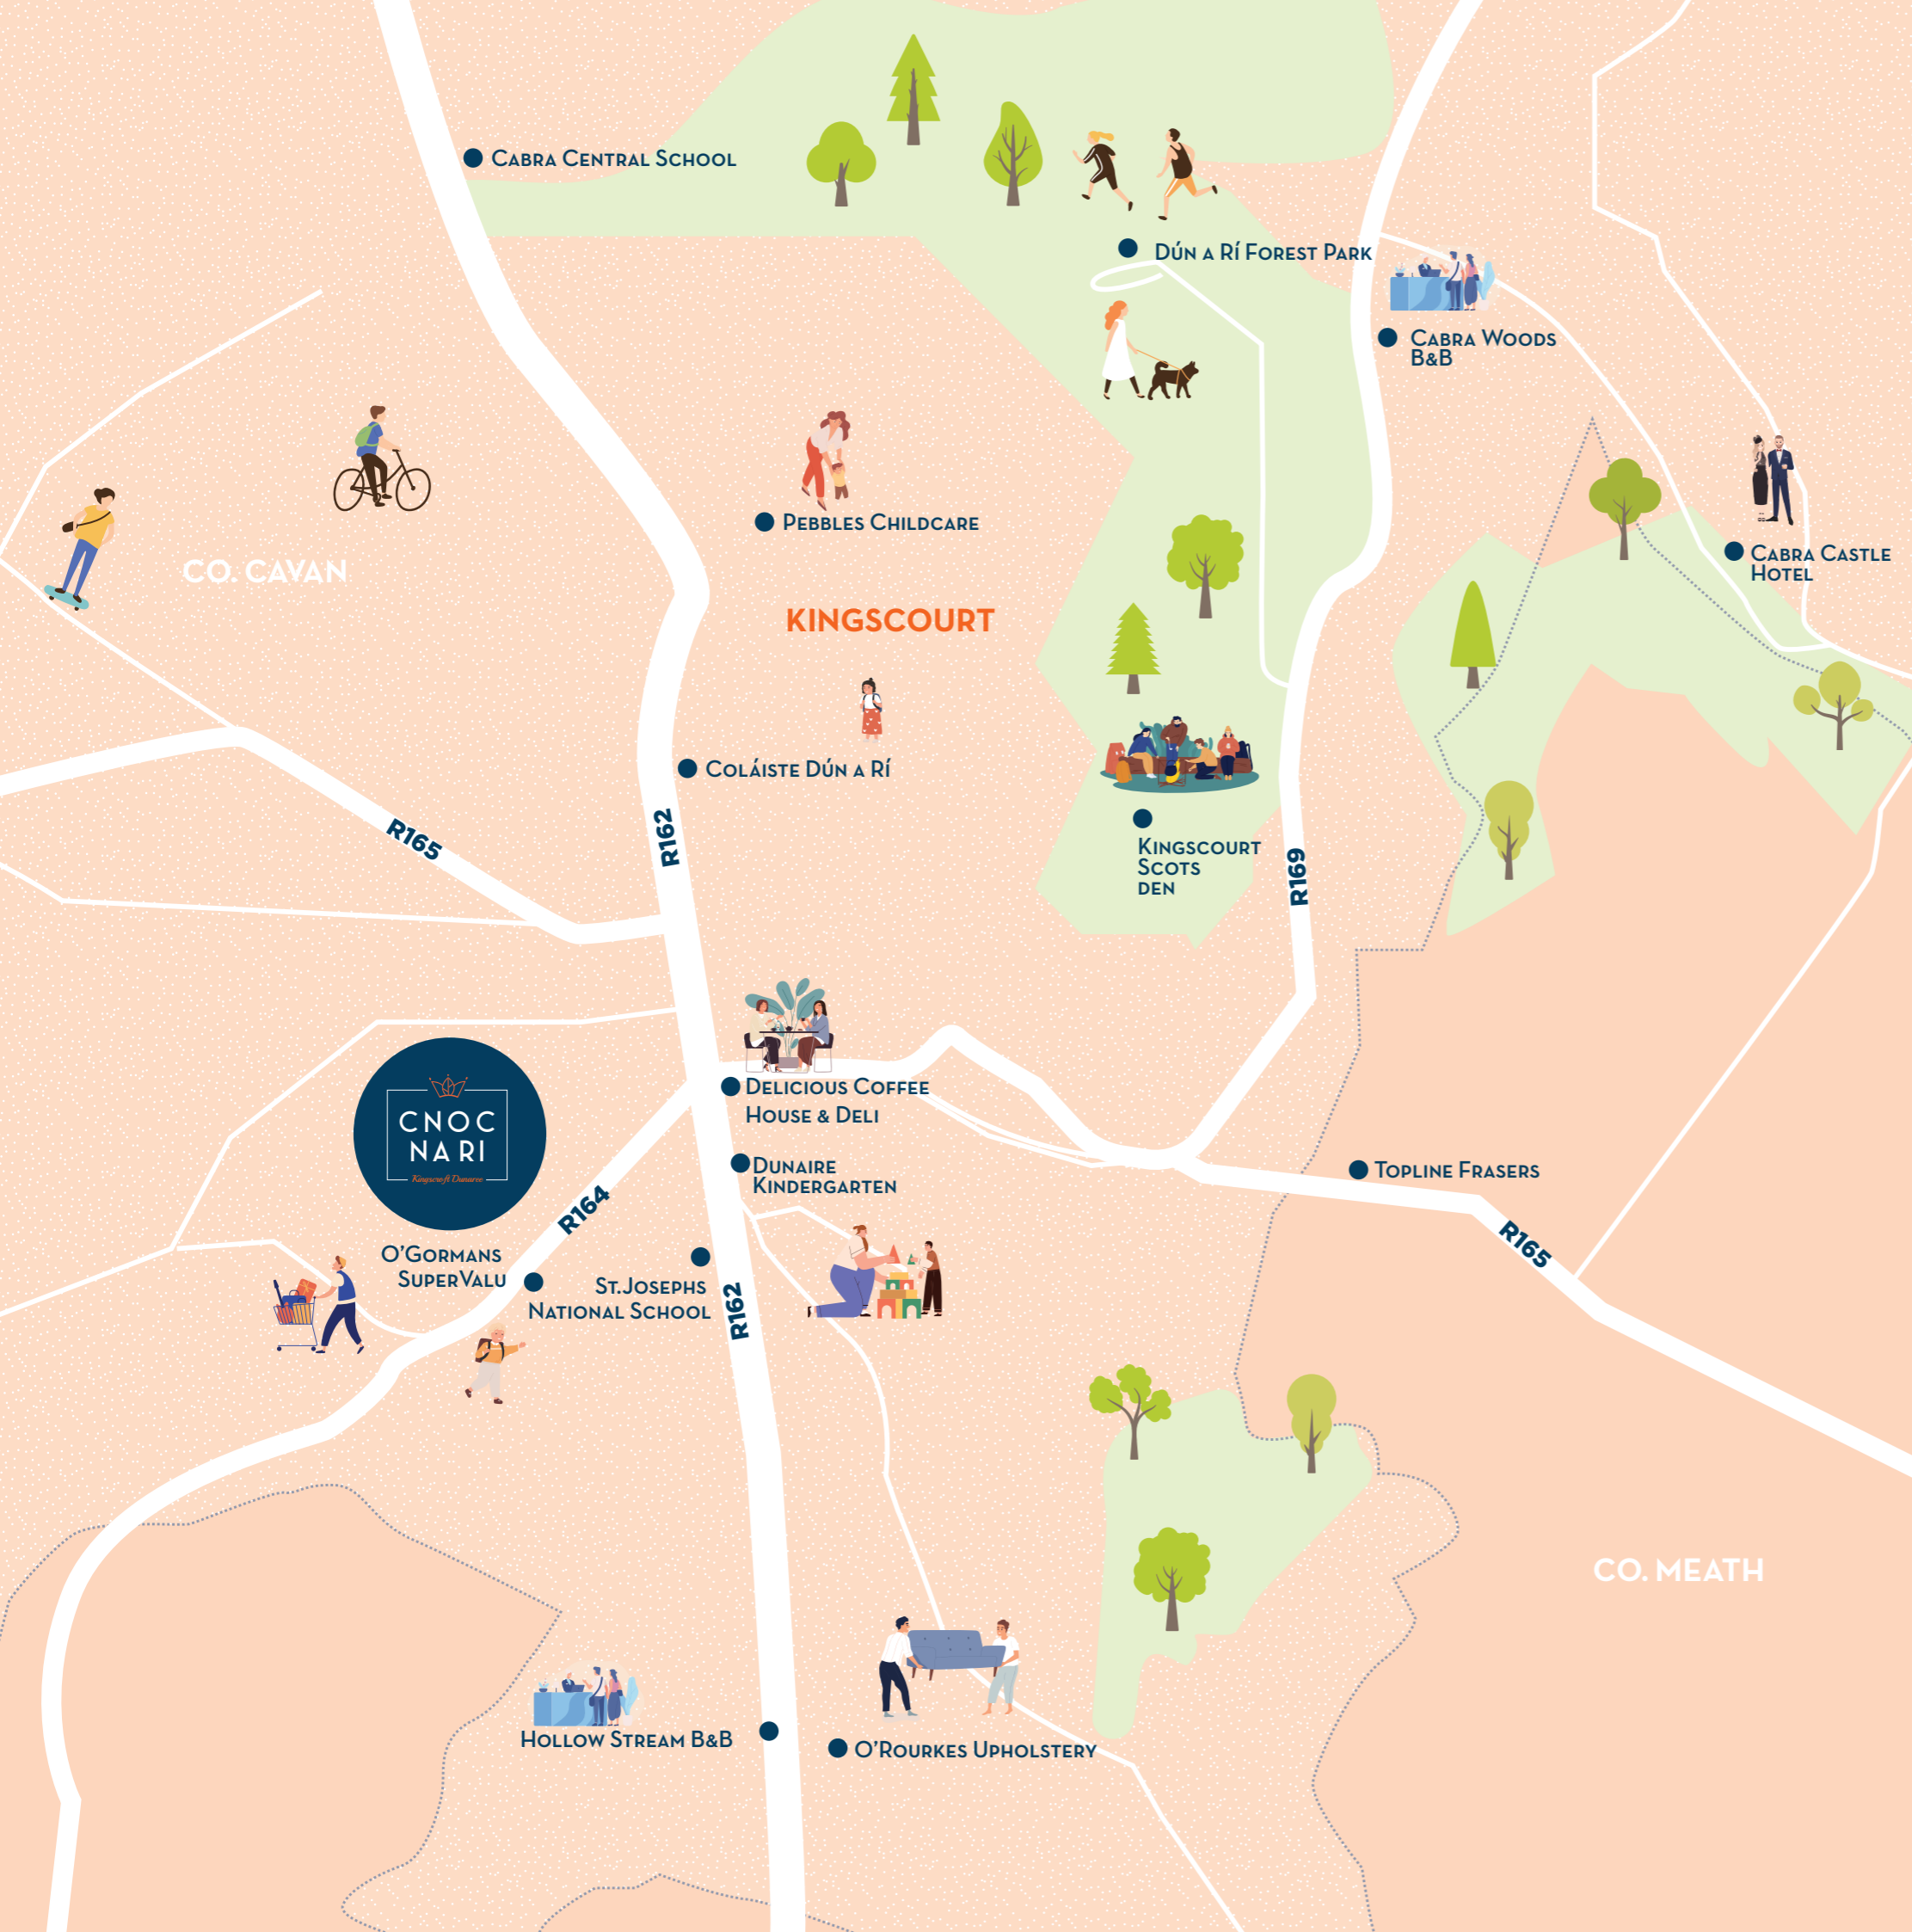 Cabra Central School
Dún a Rí Forest Park
Cabra Woods
B&B
Pebbles Childcare
CO. CAVAN
Cabra Castle
Hotel
KINGSCOURT
Coláiste Dún a Rí
R165
R162
Kingscourt
Scots
den
R169
Delicious Coffee
House & Deli
CNOC
NA RI
Kingscroft Dunaree
Dunaire
Kindergarten
Topline Frasers
R164
R165
O'Gormans
SuperValu
St.Josephs
National School
R162
CO. MEATH
Hollow Stream B&B
O'Rourkes Upholstery